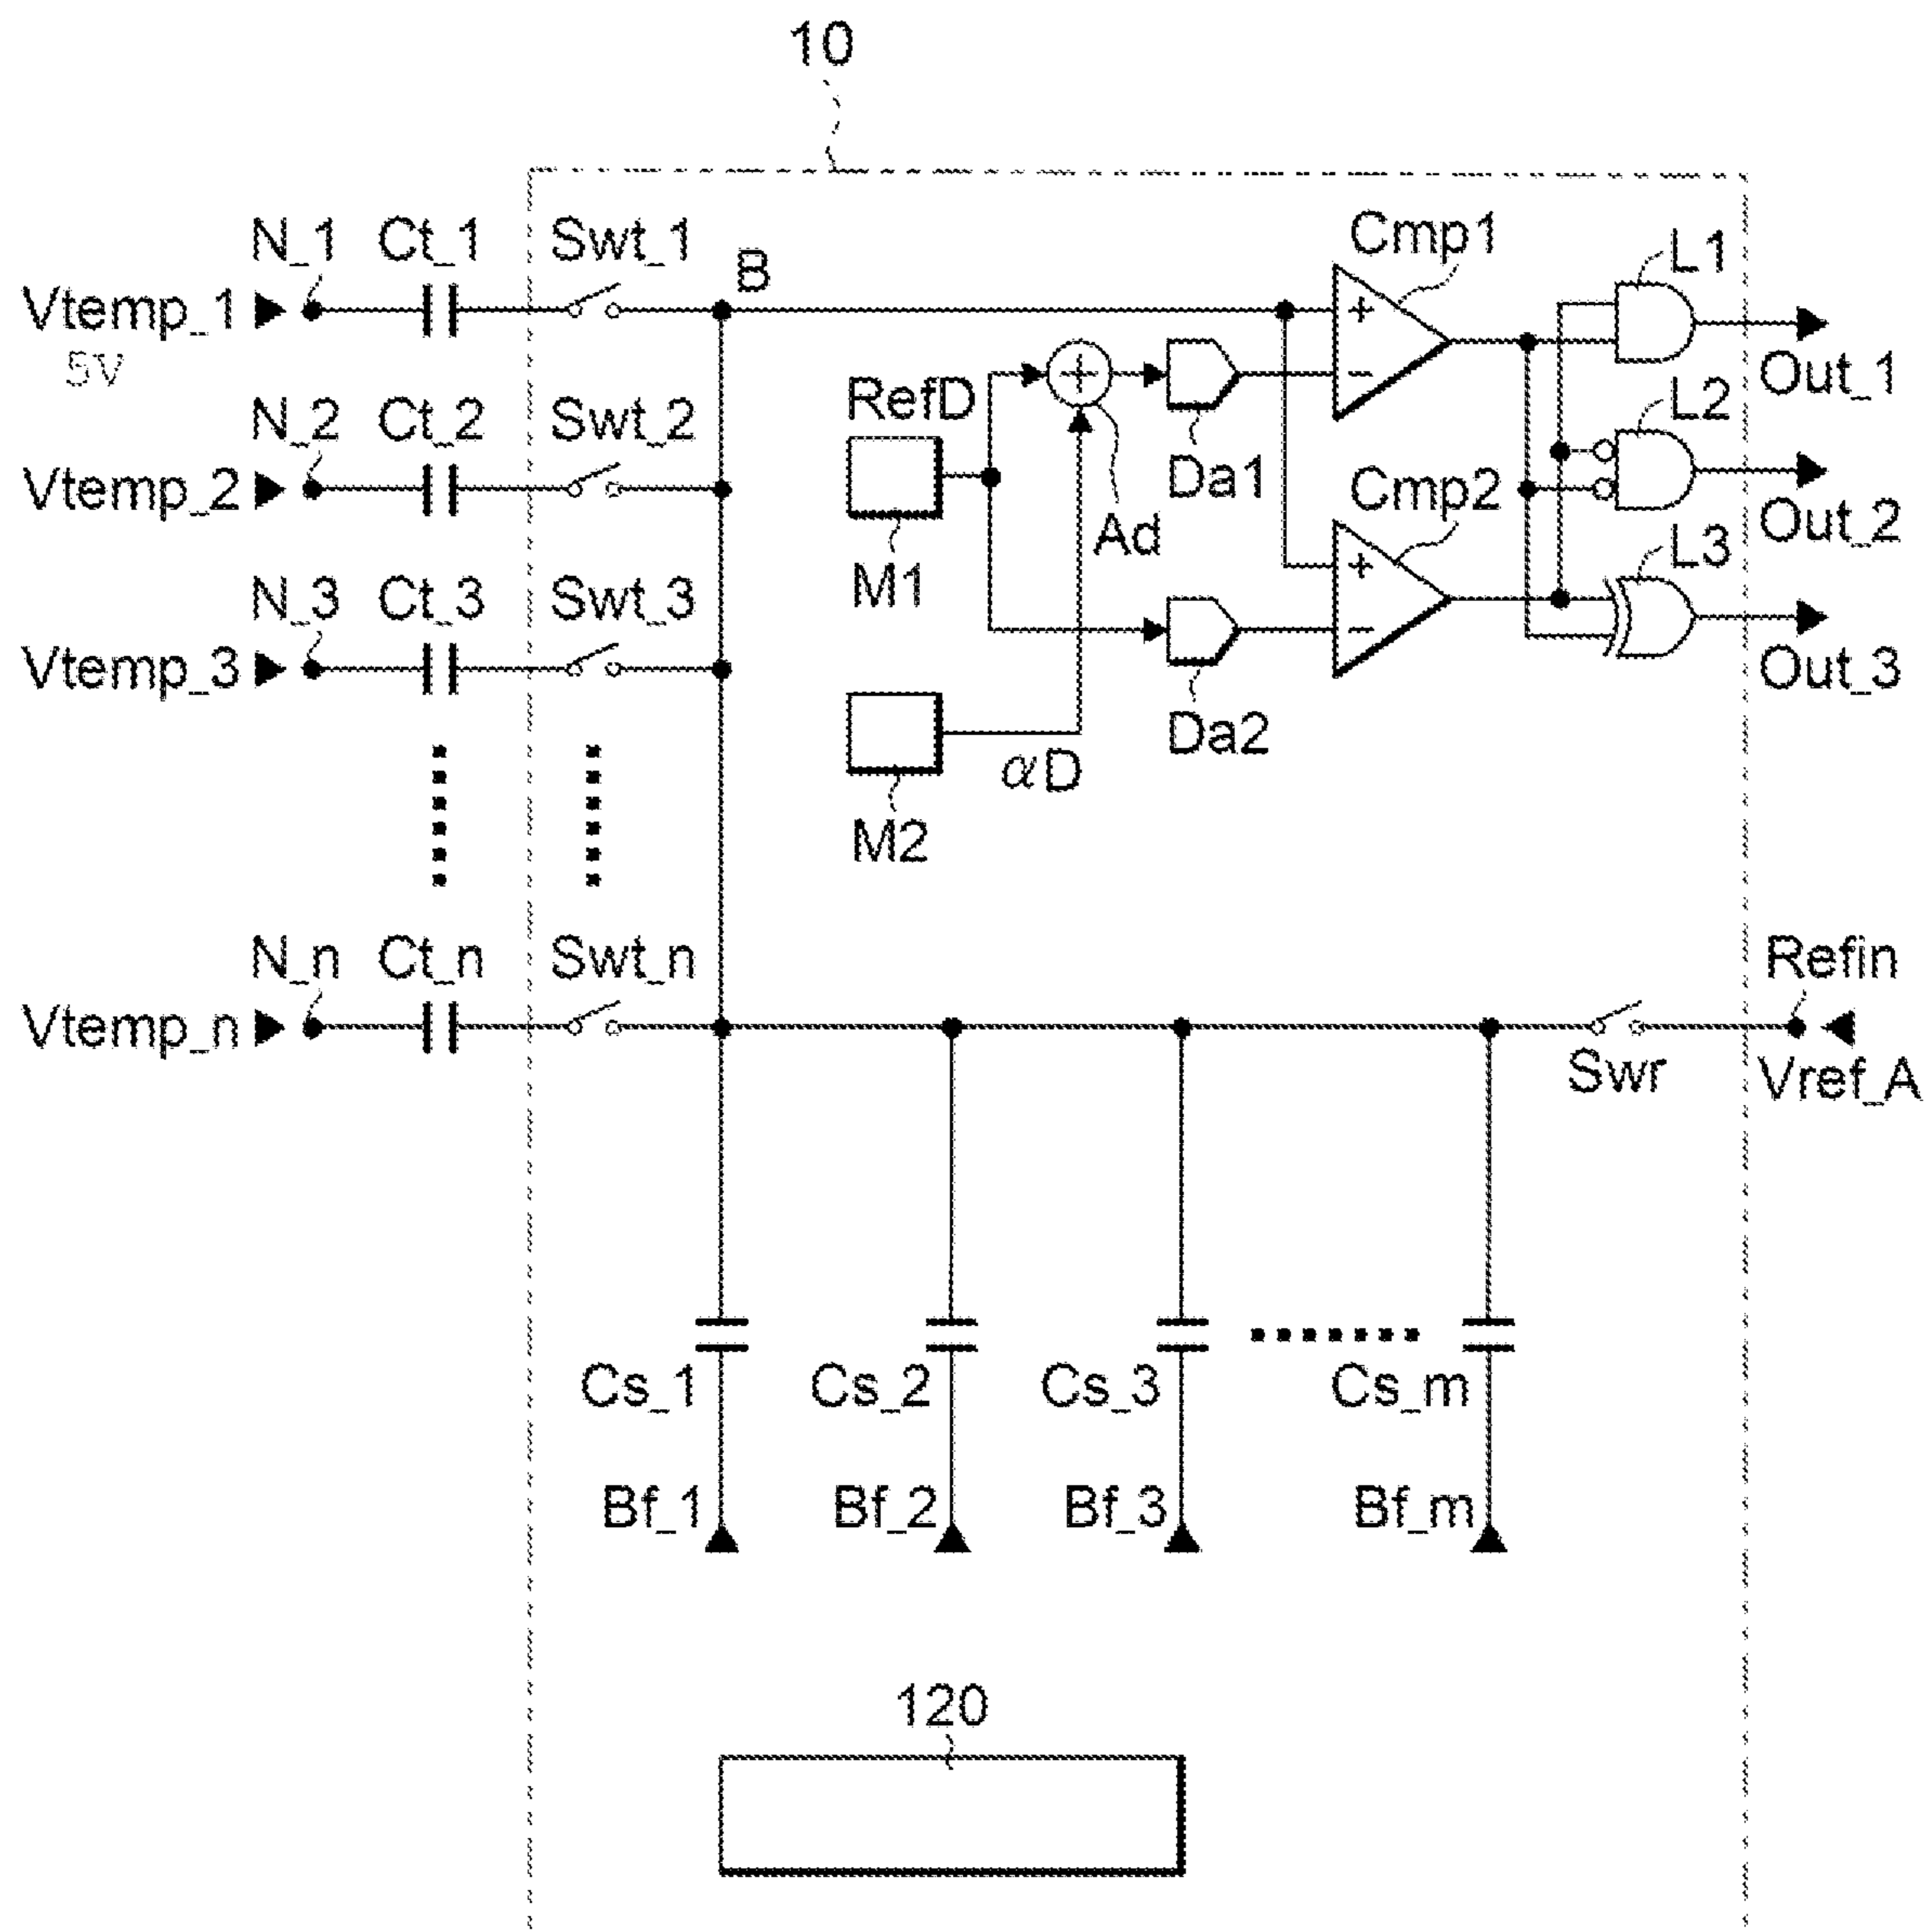 10
N_1 Ct_1 Swt_1 B Cmp1 L1
Vtemp_1
5V
Out_1
RefD
N_2 Ct_2 Swt_2 L2
Vtemp_2
Da1 Cmp2
Ad
Out_2
M1
N_3 Ct_3 Swt_3 L3
Vtemp_3
Out_3
Da2
αD
M2
N_n Ct_n Swt_n Refin
Vtemp_n
Swr Vref_A
Cs_1 Cs_2 Cs_3 Cs_m
Bf_1 Bf_2 Bf_3 Bf_m
120